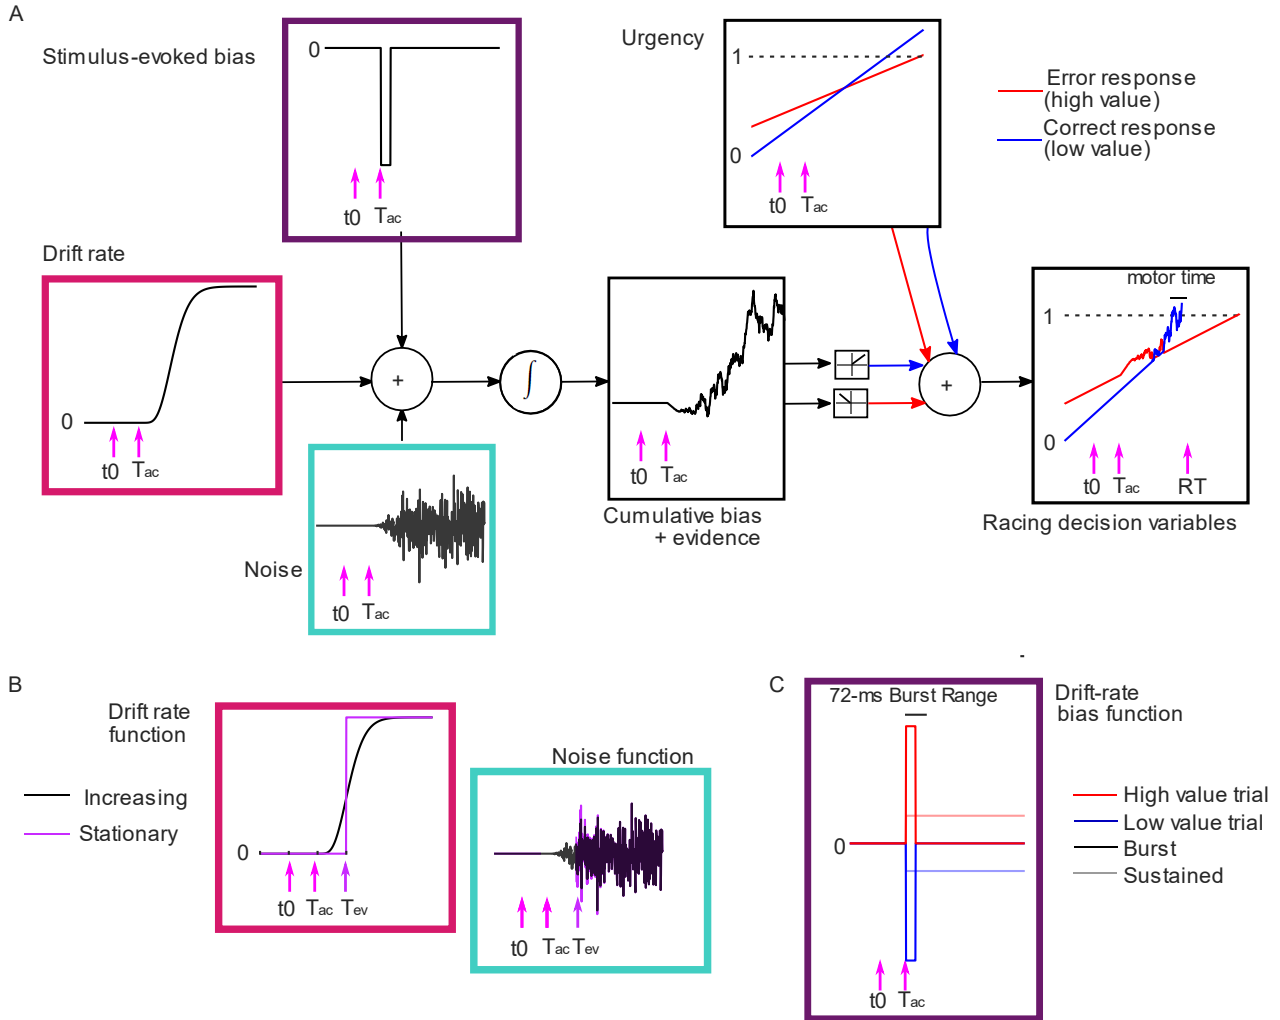 A
Stimulus-evoked bias
0
t0
Tac
Urgency
1
0
t0
Tac
Error response
(high value)
Correct response
(low value)
Drift rate
0
t0
Tac
+
∫
Noise
t0
Tac
t0
Tac
Cumulative bias
+ evidence
+
motor time
1
0
t0
Tac
RT
Racing decision variables
B
Drift rate
function
Increasing
Stationary
0
t0
Tac
Tev
Noise function
t0
Tac
Tev
C
72-ms Burst Range
0
t0
Tac
Drift-rate
bias function
High value trial
Low value trial
Burst
Sustained